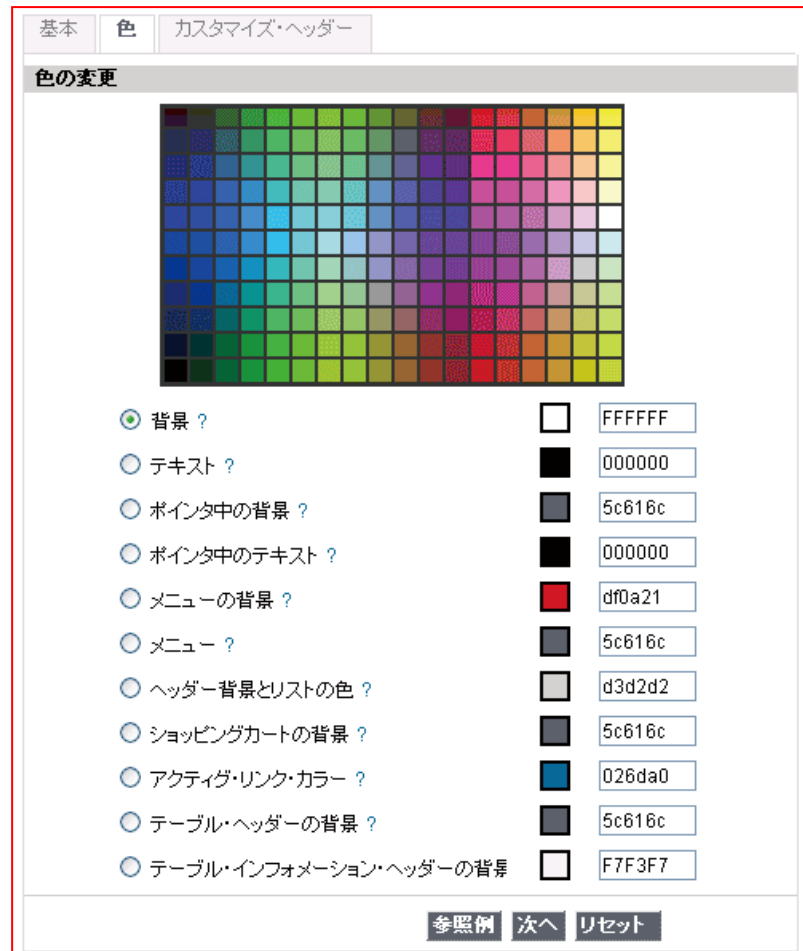 基本 色 カスタマイズ・ヘッダー
色の変更
背景 ? FFFFFF
テキスト ? 000000
ポインタ中の背景 ? 5c616c
ポインタ中のテキスト ? 000000
メニューの背景 ? df0a21
メニュー ? 5c616c
ヘッダー背景とリストの色 ? d3d2d2
ショッピングカートの背景 ? 5c616c
アクティグ・リンク・カラー ? 026da0
テーブル・ヘッダーの背景 ? 5c616c
テーブル・インフォメーション・ヘッダーの背景 F7F3F7
参照例 次へ リセット